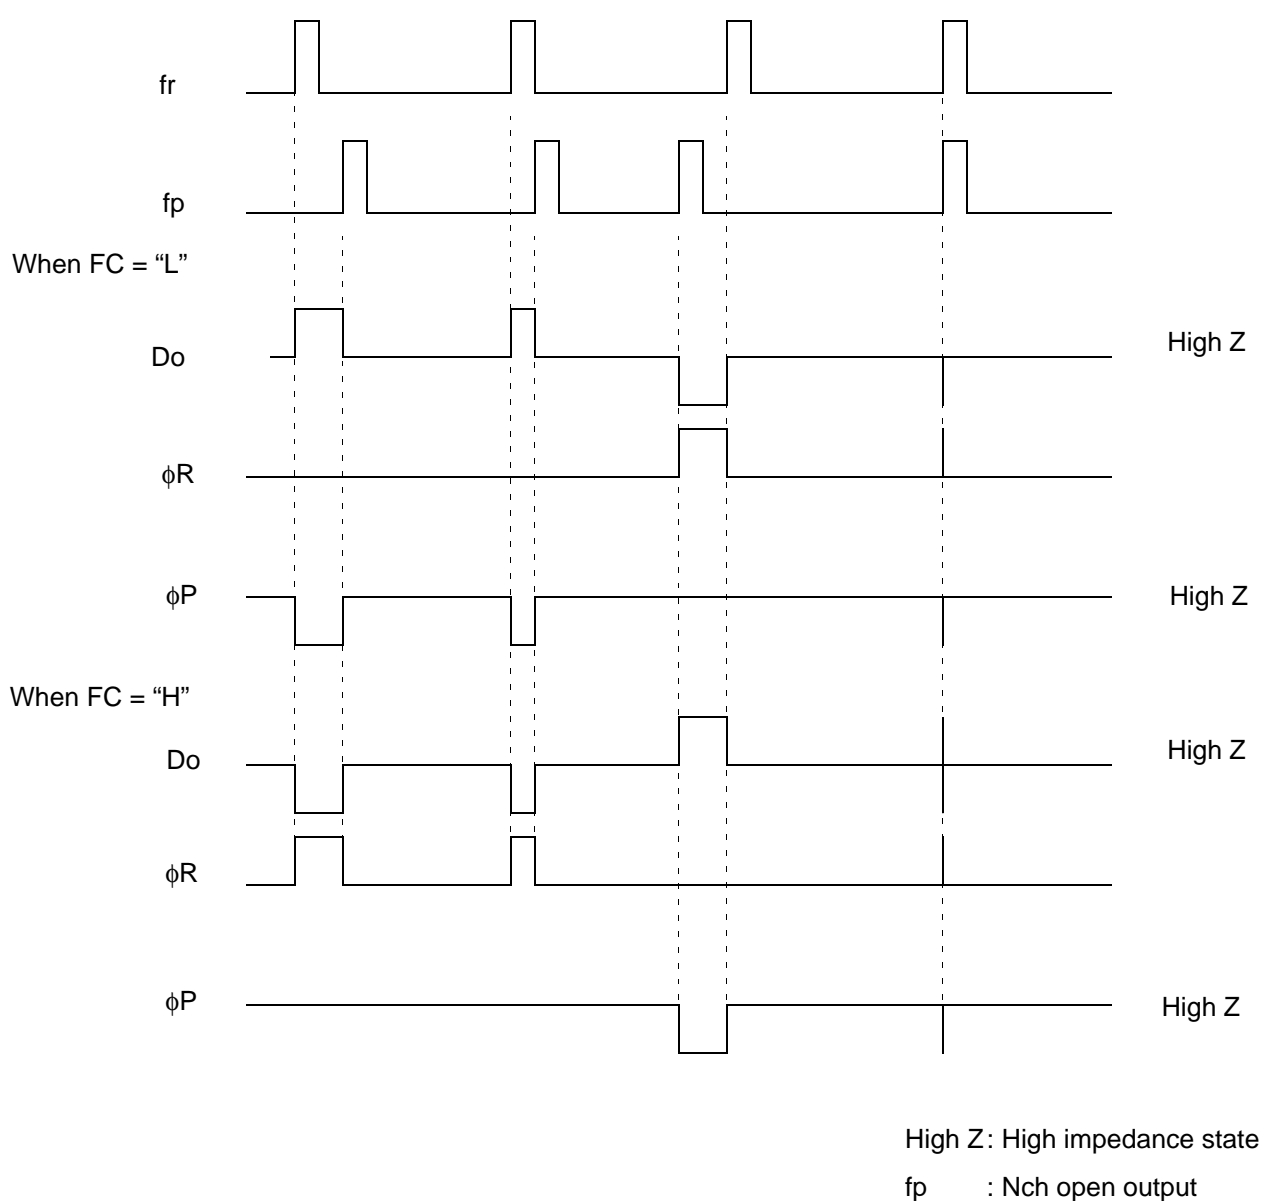 fr
fp
When FC = “L”
Do
High Z
ϕR
ϕP
High Z
When FC = “H”
Do
High Z
ϕR
ϕP
High Z
High Z : High impedance state
fp : Nch open output